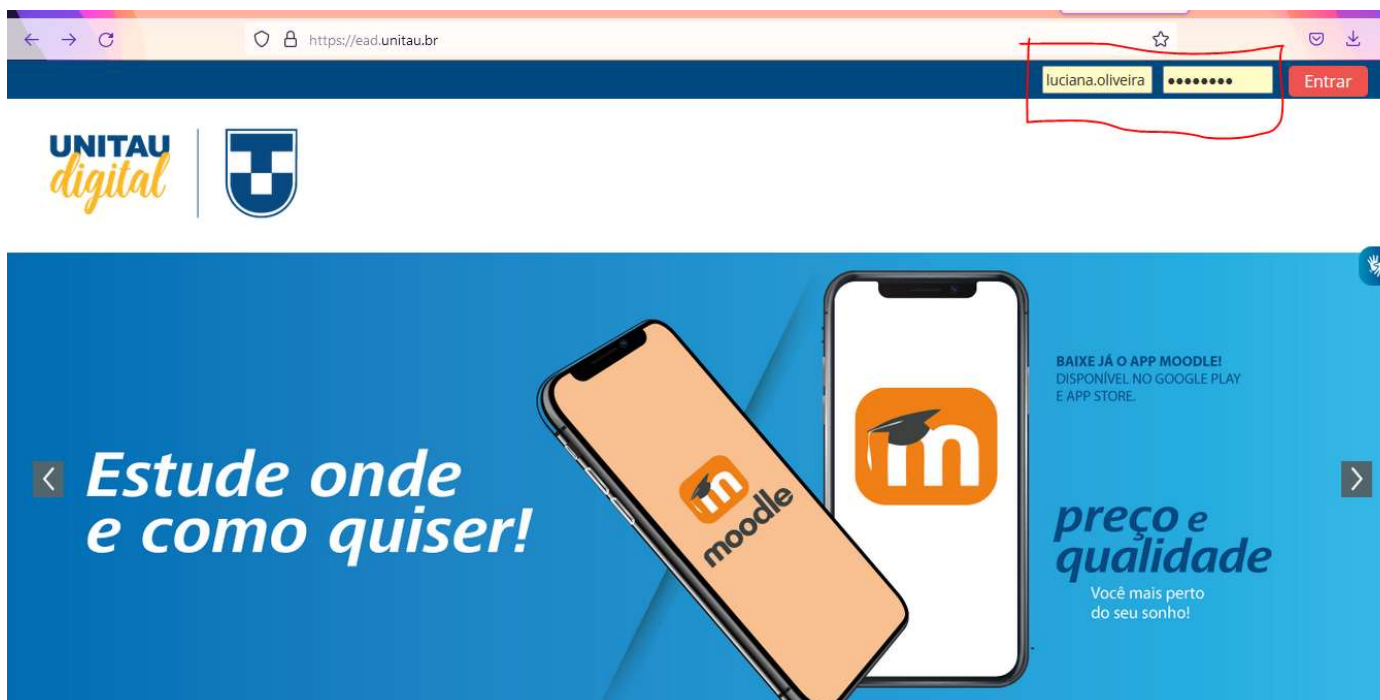 https://ead.unitau.br
luciana.oliveira ●●●●●●●● Entrar
UNITAU
digital
BAIXE JÁ O APP MOODLE!
DISPONÍVEL NO GOOGLE PLAY
E APP STORE.
Estude onde
e como quiser!
m
moodle
m
preço e
qualidade
Você mais perto
do seu sonho!